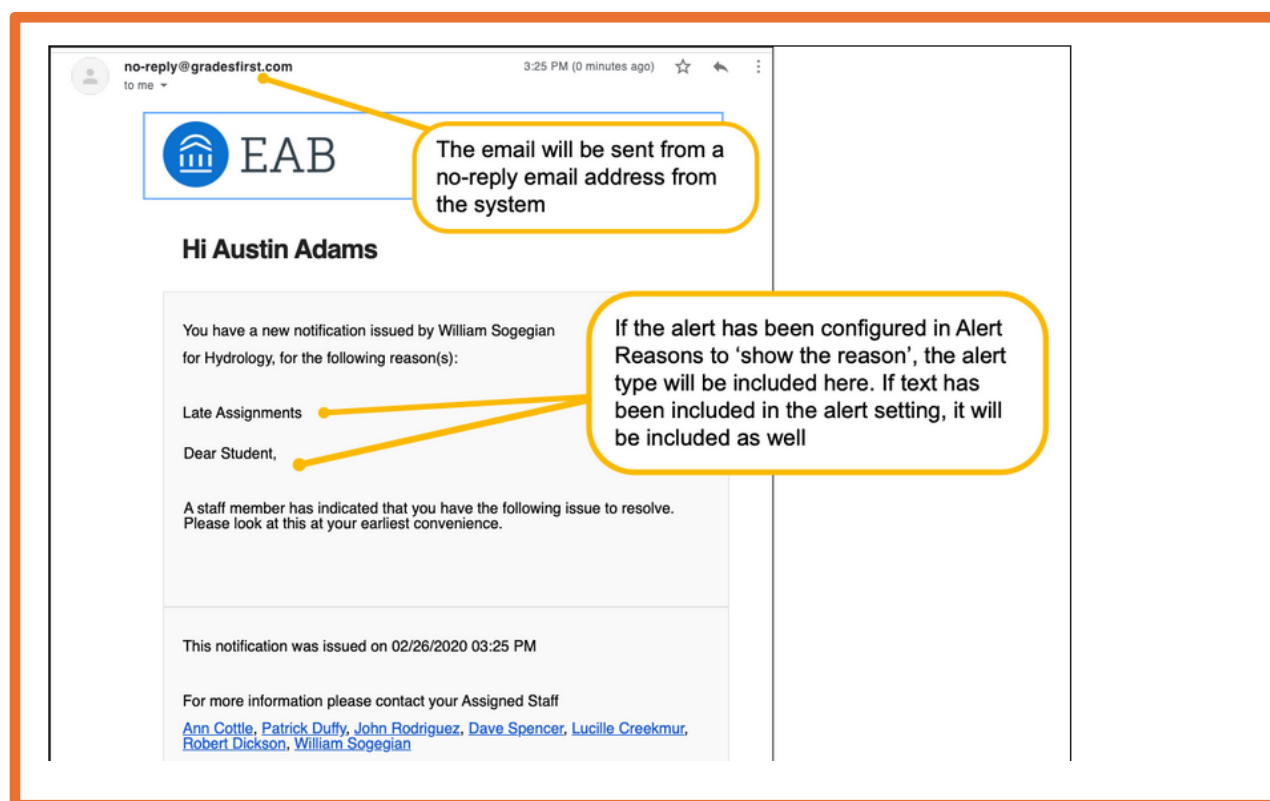 no-reply@gradesfirst.com
3:25 PM (0 minutes ago)
to me
EAB
The email will be sent from a
no-reply email address from
the system
Hi Austin Adams
You have a new notification issued by William Sogegian
for Hydrology, for the following reason(s):
If the alert has been configured in Alert
Reasons to ‘show the reason’, the alert
type will be included here. If text has
been included in the alert setting, it will
be included as well
Late Assignments
Dear Student,
A staff member has indicated that you have the following issue to resolve.
Please look at this at your earliest convenience.
This notification was issued on 02/26/2020 03:25 PM
For more information please contact your Assigned Staff
Ann Cottle, Patrick Duffy, John Rodriguez, Dave Spencer, Lucille Creekmur,
Robert Dickson, William Sogegian